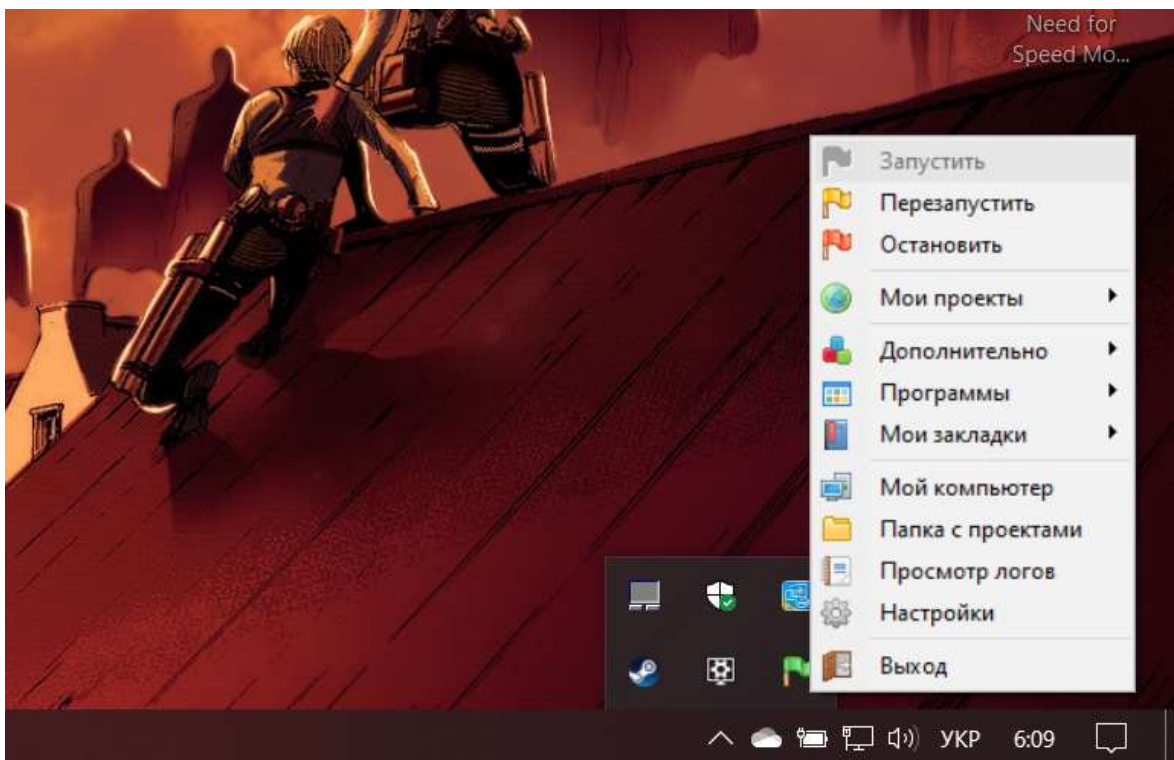 Need for
Speed Mo...
Запустить
Перезапустить
Остановить
Мои проекты
Дополнительно
Программы
Мои закладки
Мой компьютер
Папка с проектами
Просмотр логов
Настройки
Выход
УКР 6:09